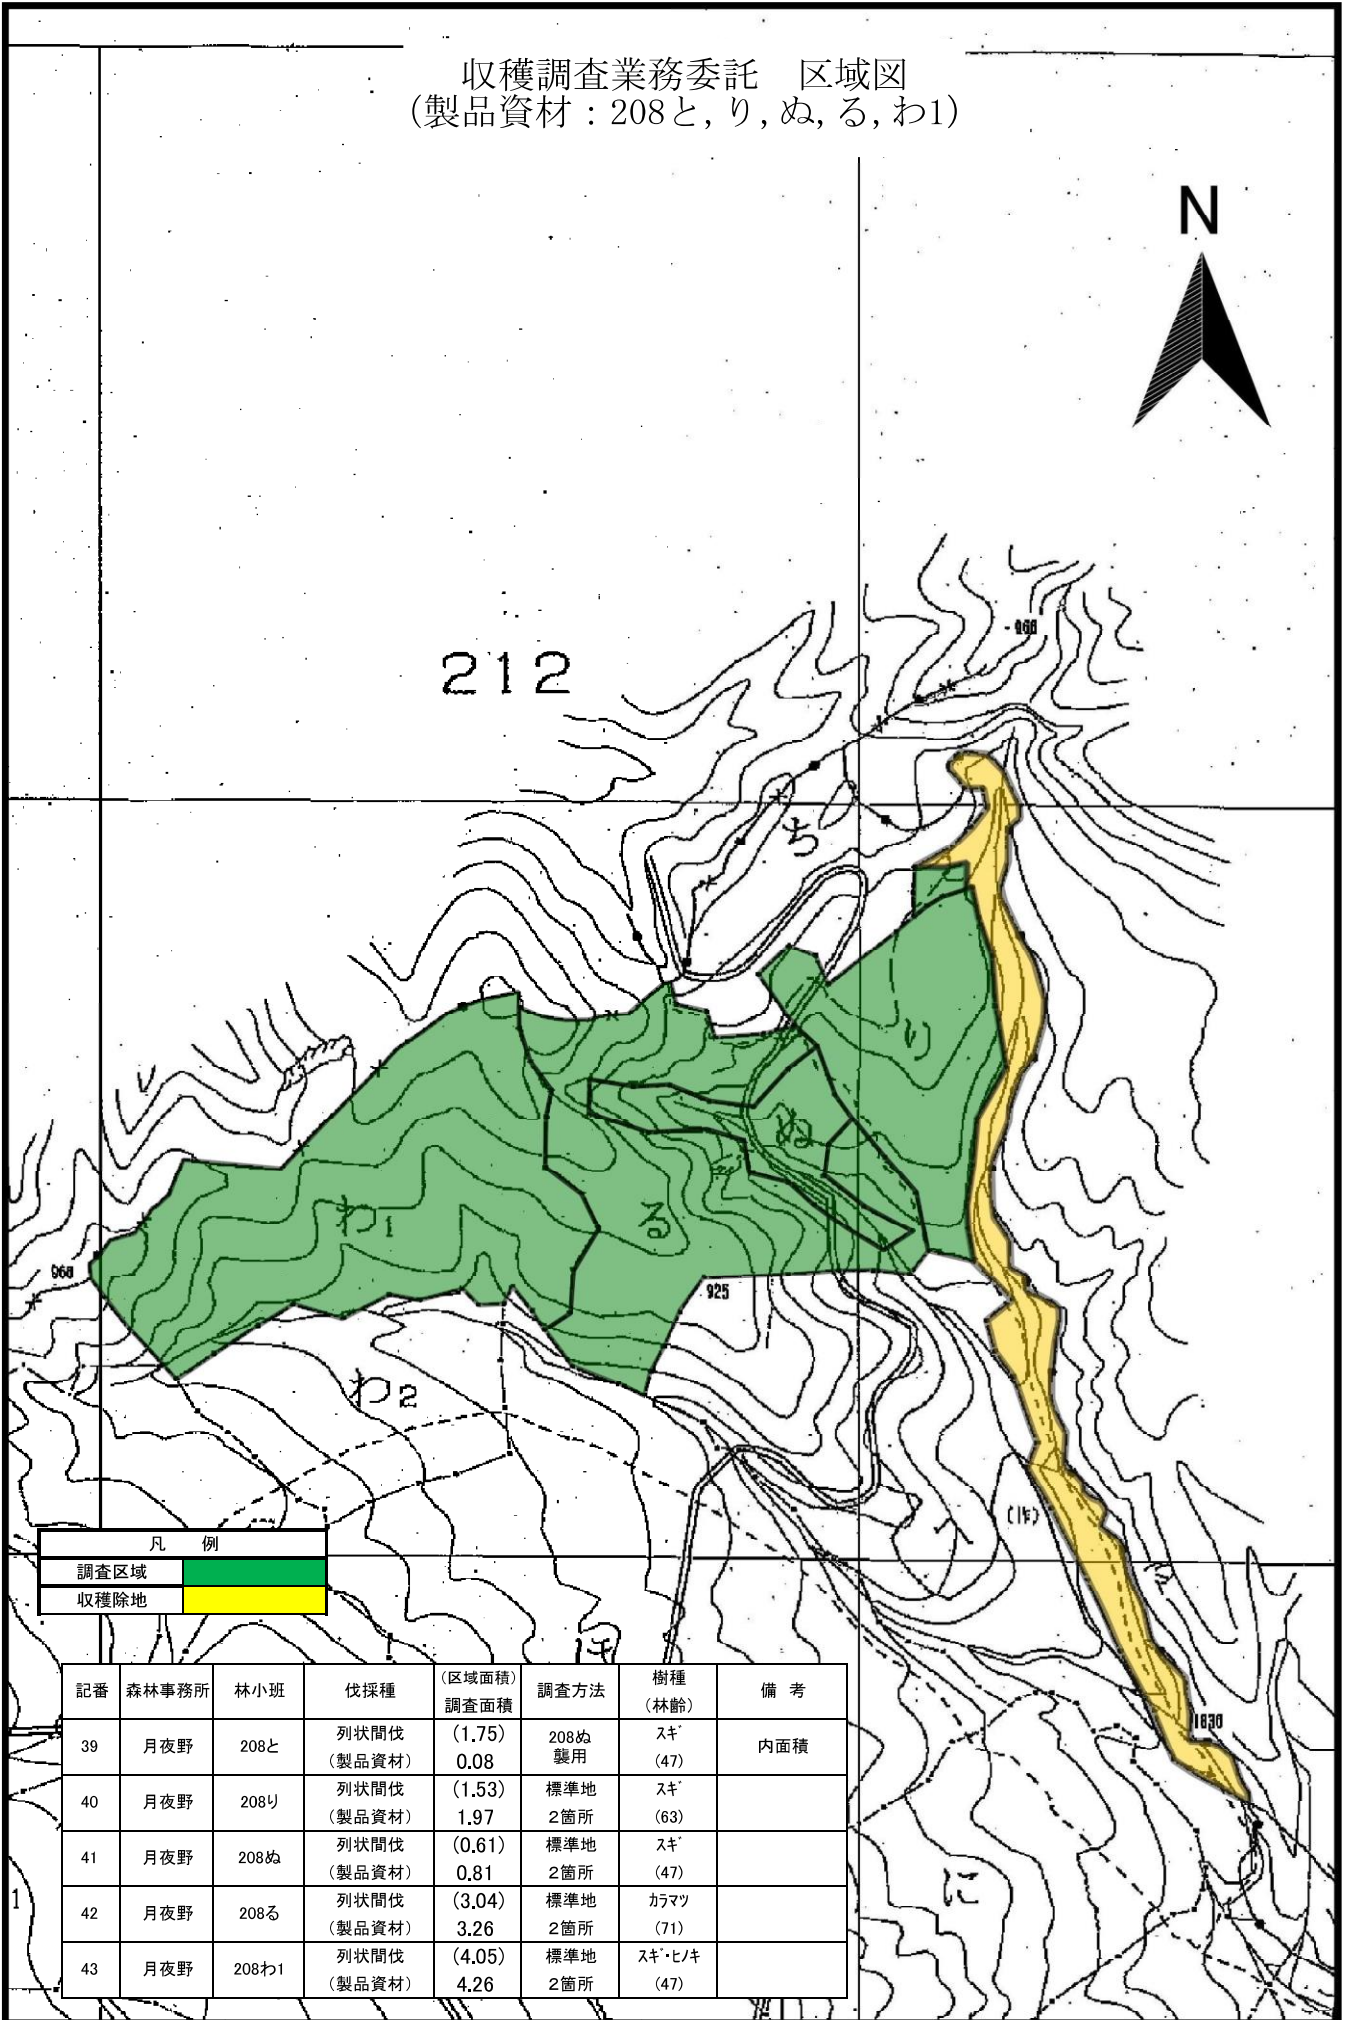 収穫調査業務委託　区域図
(製品資材：208と,り,ぬ,る,わ1)
N
968
212
ち
り
ぬ
わ1
る
968
925
わ2
(作)
凡　例
調査区域
収穫除地
ほ
記番 森林事務所 林小班 伐採種 (区域面積) 調査面積 調査方法 樹種 (林齢) 備考
39 月夜野 208と 列状間伐 (製品資材) (1.75) 0.08 208ぬ 襲用 スギ (47) 内面積
40 月夜野 208り 列状間伐 (製品資材) (1.53) 1.97 標準地 2箇所 スギ (63)
41 月夜野 208ぬ 列状間伐 (製品資材) (0.61) 0.81 標準地 2箇所 スギ (47)
42 月夜野 208る 列状間伐 (製品資材) (3.04) 3.26 標準地 2箇所 カラマツ (71)
43 月夜野 208わ1 列状間伐 (製品資材) (4.05) 4.26 標準地 2箇所 スギ・ヒノキ (47)
1030
に
1